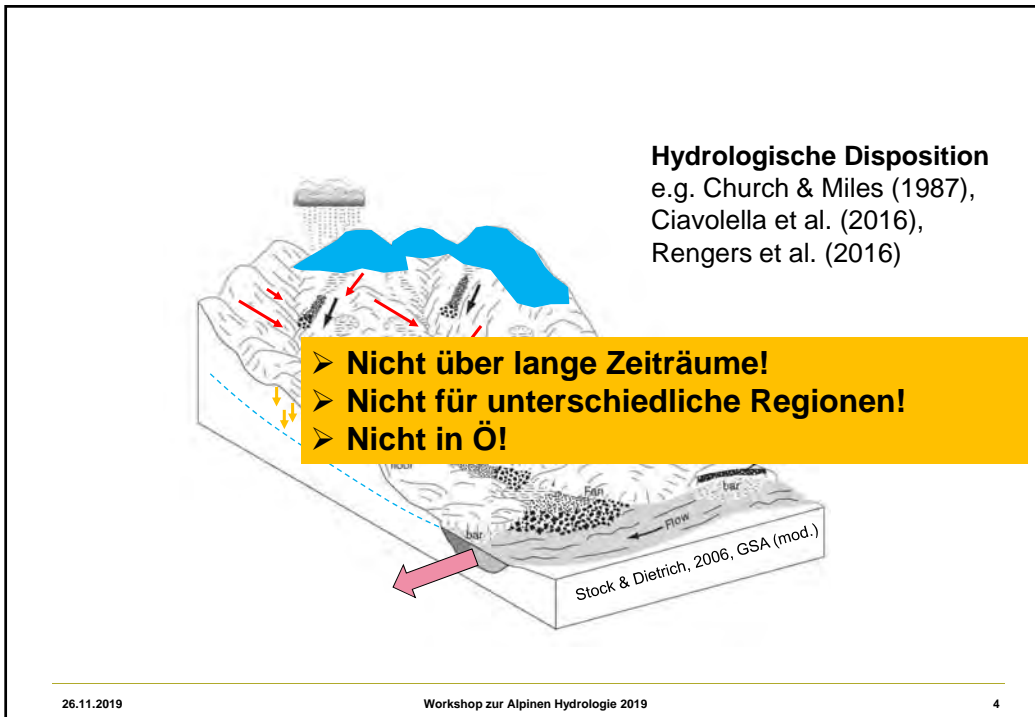 Hydrologische Disposition
e.g. Church & Miles (1987),
Ciavolella et al. (2016),
Rengers et al. (2016)
➢ Nicht über lange Zeiträume!
➢ Nicht für unterschiedliche Regionen!
➢ Nicht in Ö!
Fan
bar
bar
Flow
Stock & Dietrich, 2006, GSA (mod.)
26.11.2019 Workshop zur Alpinen Hydrologie 2019 4